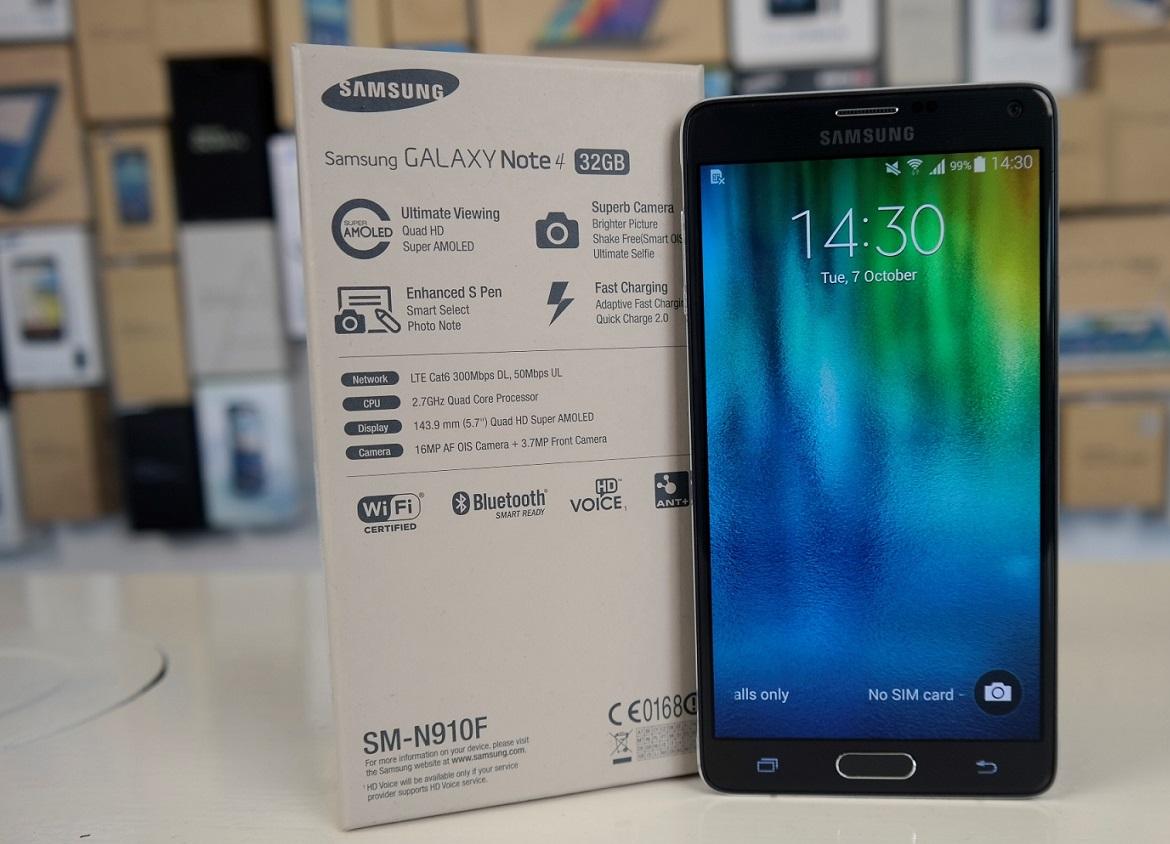 SAMSUNG
Samsung GALAXY Note 4 32GB
SUPER AMOLED
Ultimate Viewing
Quad HD
Super AMOLED
Superb Camera
Brighter Picture
Shake Free(Smart OIS
Ultimate Selfie
Enhanced S Pen
Smart Select
Photo Note
Fast Charging
Adaptive Fast Chargin
Quick Charge 2.0
Network LTE Cat6 300Mbps DL, 50Mbps UL
CPU 2.7GHz Quad Core Processor
Display 143.9 mm (5.7") Quad HD Super AMOLED
Camera 16MP AF OIS Camera + 3.7MP Front Camera
Wi Fi ®
CERTIFIED
Bluetooth®
SMART READY
HD™
VOICE 1
ANT+
SM-N910F
For more information on your device, please visit
the Samsung website at www.samsung.com.
¹ HD Voice will be available only if your service
provider supports HD Voice service.
CE0168
SAMSUNG
99% 14:30
14:30
Tue, 7 October
alls only
No SIM card -